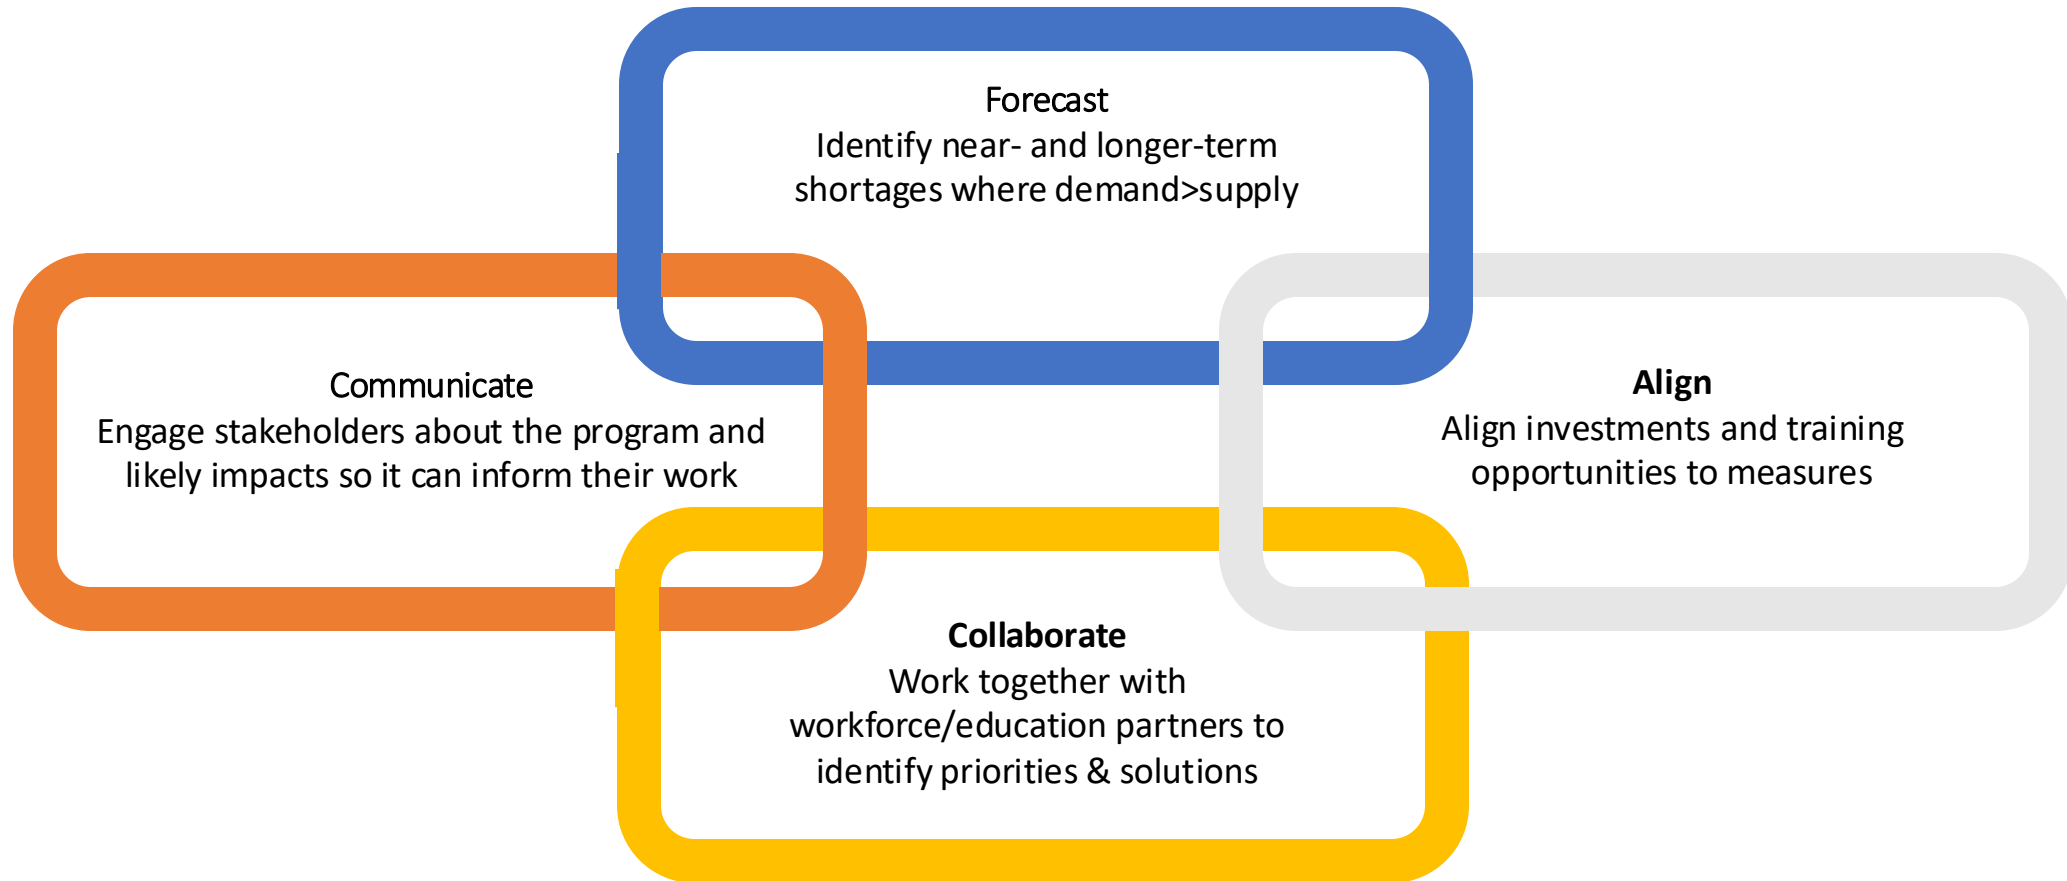 Forecast
Identify near- and longer-term
shortages where demand>supply
Communicate
Engage stakeholders about the program and
likely impacts so it can inform their work
Align
Align investments and training
opportunities to measures
Collaborate
Work together with
workforce/education partners to
identify priorities & solutions